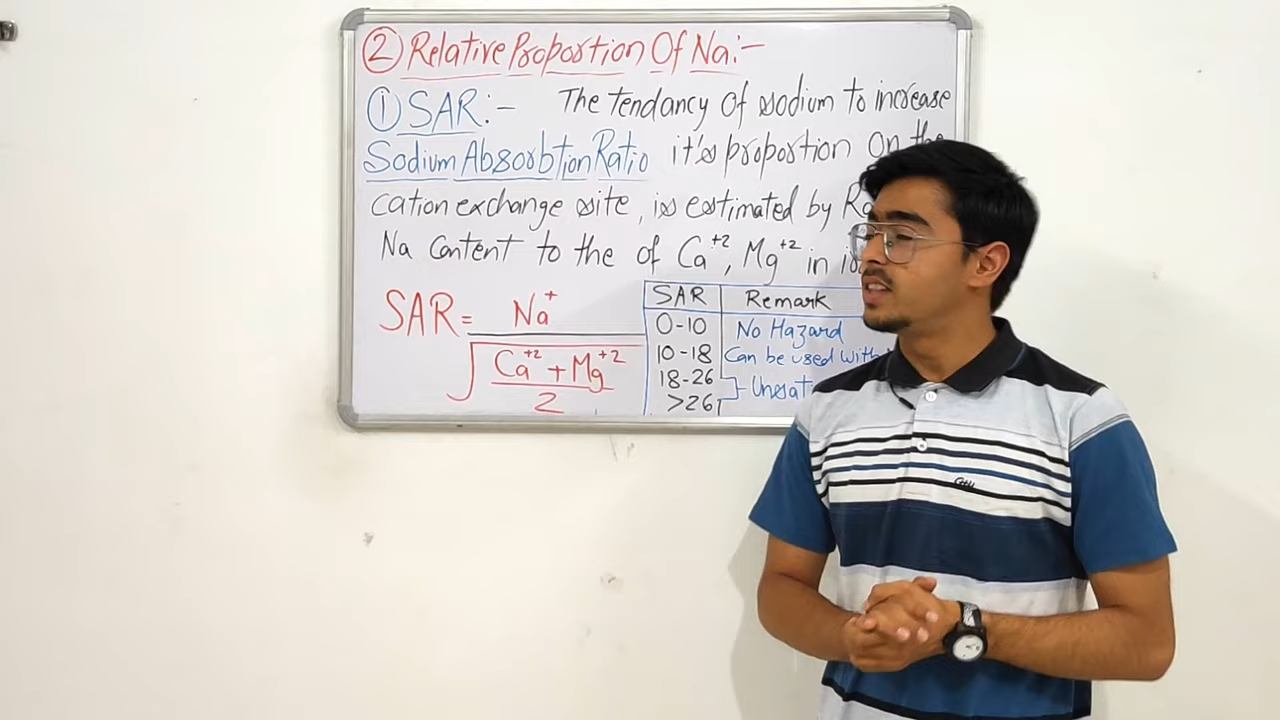 ② Relative Proportion Of Na:-
① SAR:- The tendancy Of sodium to increase
Sodium Absorbtion Ratio it's proportion On the
cation exchange site, is estimated by
Na Content to the of Ca+2, Mg+2 in
SAR = Na+ / √((Ca+2 + Mg+2) / 2)
SAR Remark
0-10 No Hazard
10-18 Can be used with
18-26
>26